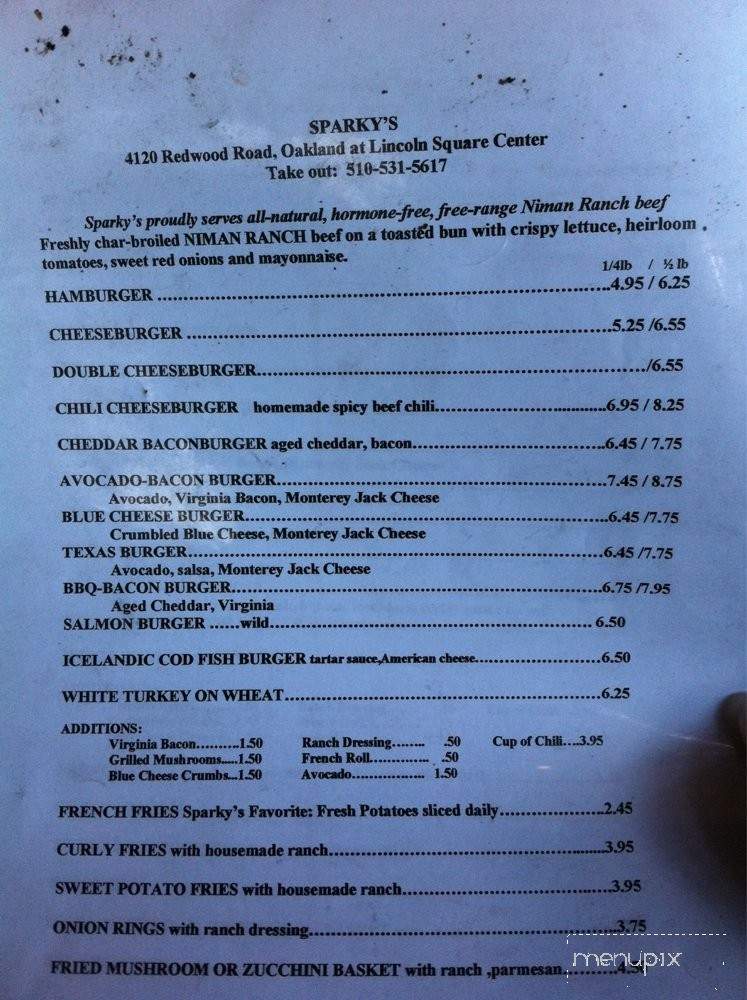 SPARKY'S
4120 Redwood Road, Oakland at Lincoln Square Center
Take out: 510-531-5617
Sparky's proudly serves all-natural, hormone-free, free-range Niman Ranch beef
Freshly char-broiled NIMAN RANCH beef on a toasted bun with crispy lettuce, heirloom
tomatoes, sweet red onions and mayonnaise.
1/4lb / ½ lb
HAMBURGER ...4.95 / 6.25
CHEESEBURGER ...5.25 /6.55
DOUBLE CHEESEBURGER.../6.55
CHILI CHEESEBURGER homemade spicy beef chili...6.95 / 8.25
CHEDDAR BACONBURGER aged cheddar, bacon...6.45 / 7.75
AVOCADO-BACON BURGER...7.45 / 8.75
Avocado, Virginia Bacon, Monterey Jack Cheese
BLUE CHEESE BURGER...6.45 /7.75
Crumbled Blue Cheese, Monterey Jack Cheese
TEXAS BURGER...6.45 /7.75
Avocado, salsa, Monterey Jack Cheese
BBQ-BACON BURGER...6.75 /7.95
Aged Cheddar, Virginia
SALMON BURGER ......wild... 6.50
ICELANDIC COD FISH BURGER tartar sauce,American cheese...6.50
WHITE TURKEY ON WHEAT...6.25
ADDITIONS:
Virginia Bacon...1.50 Ranch Dressing... .50 Cup of Chili....3.95
Grilled Mushrooms.....1.50 French Roll... .50
Blue Cheese Crumbs...1.50 Avocado... 1.50
FRENCH FRIES Sparky's Favorite: Fresh Potatoes sliced daily...2.45
CURLY FRIES with housemade ranch...3.95
SWEET POTATO FRIES with housemade ranch...3.95
ONION RINGS with ranch dressing...3.75
FRIED MUSHROOM OR ZUCCHINI BASKET with ranch ,parmesan...
menupix